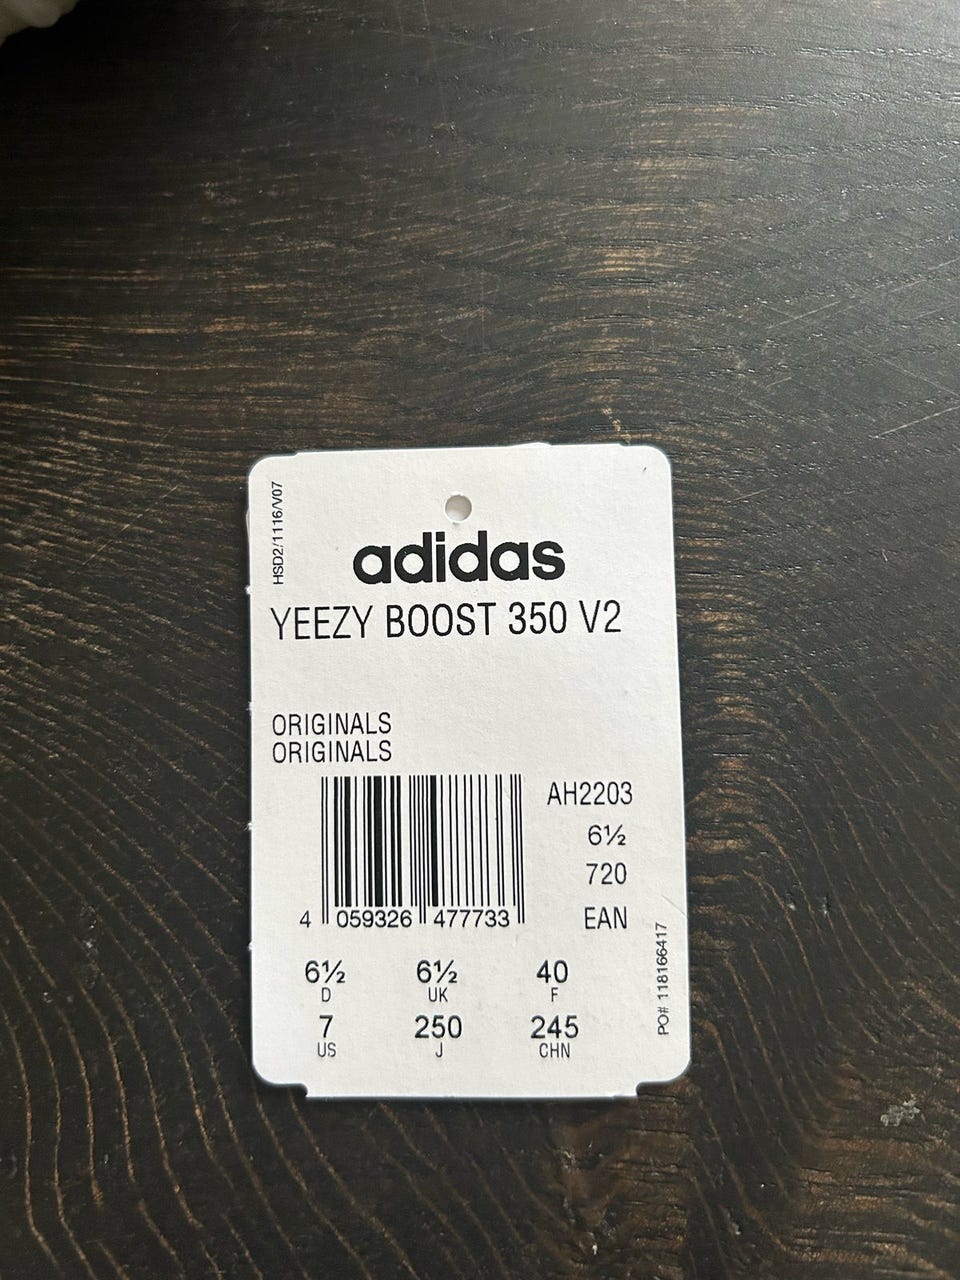 HSD2/1116/V07
adidas
YEEZY BOOST 350 V2
ORIGINALS
ORIGINALS
AH2203
6½
720
4 059326 477733 EAN
6½ 6½ 40
D UK F
7 250 245
US J CHN
PO# 118166417